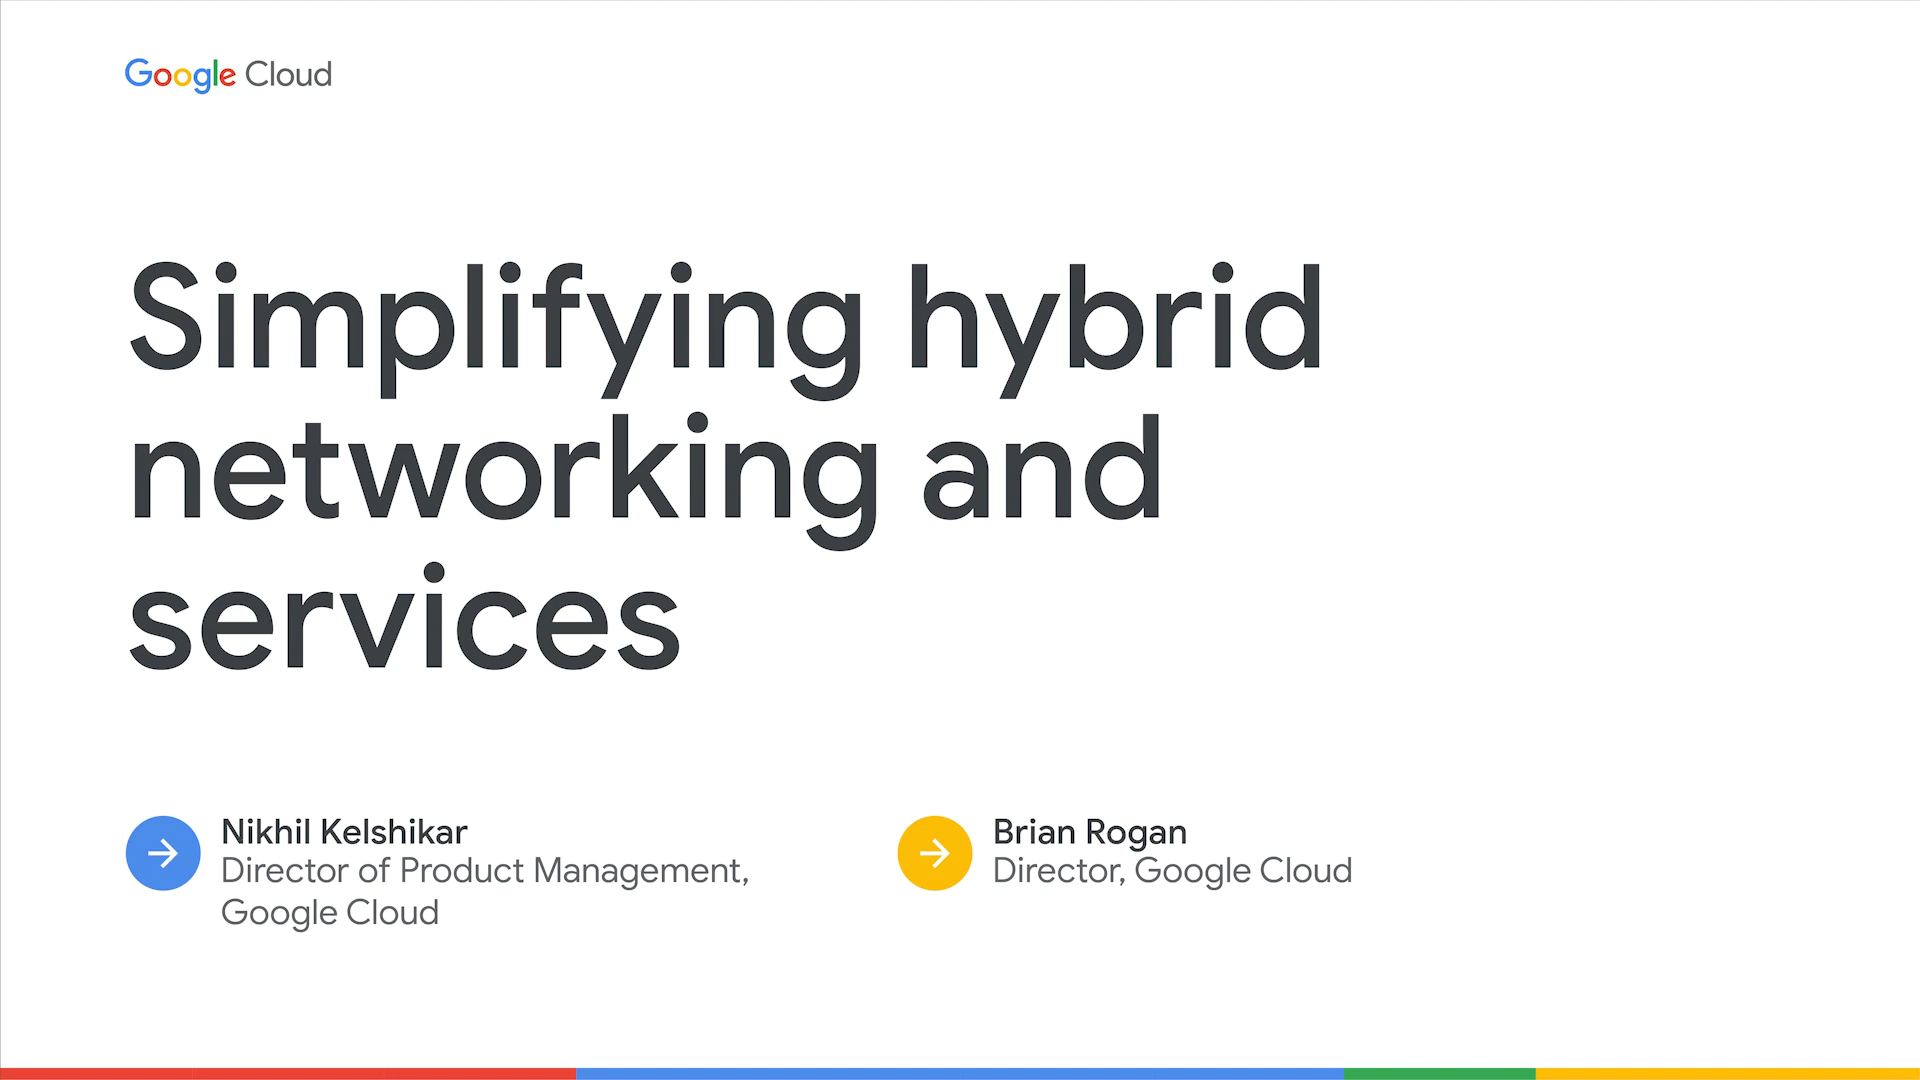 Google Cloud
Simplifying hybrid
networking and
services
Nikhil Kelshikar
Director of Product Management,
Google Cloud
Brian Rogan
Director, Google Cloud